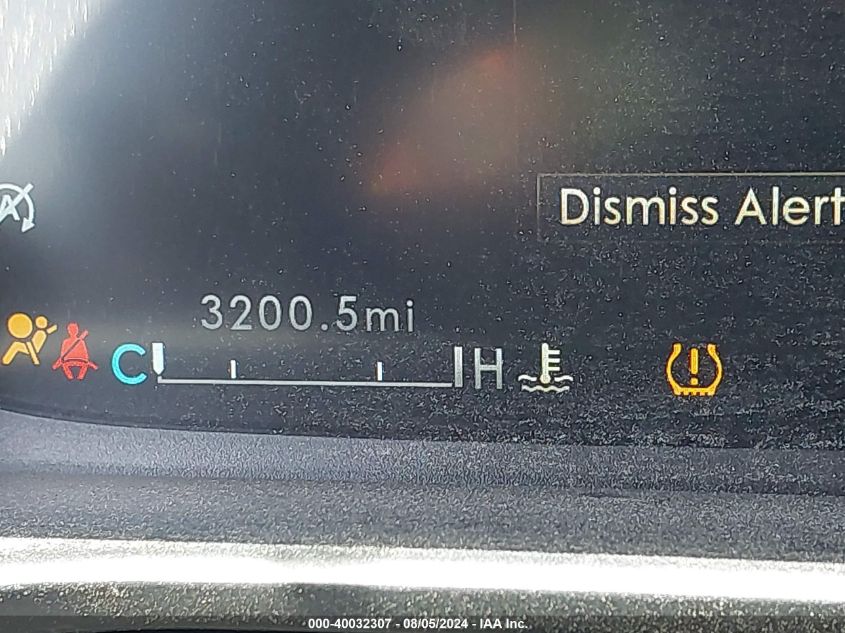 A
Dismiss Alert
3200.5mi
C H
000-40032307 - 08/05/2024 - IAA Inc.